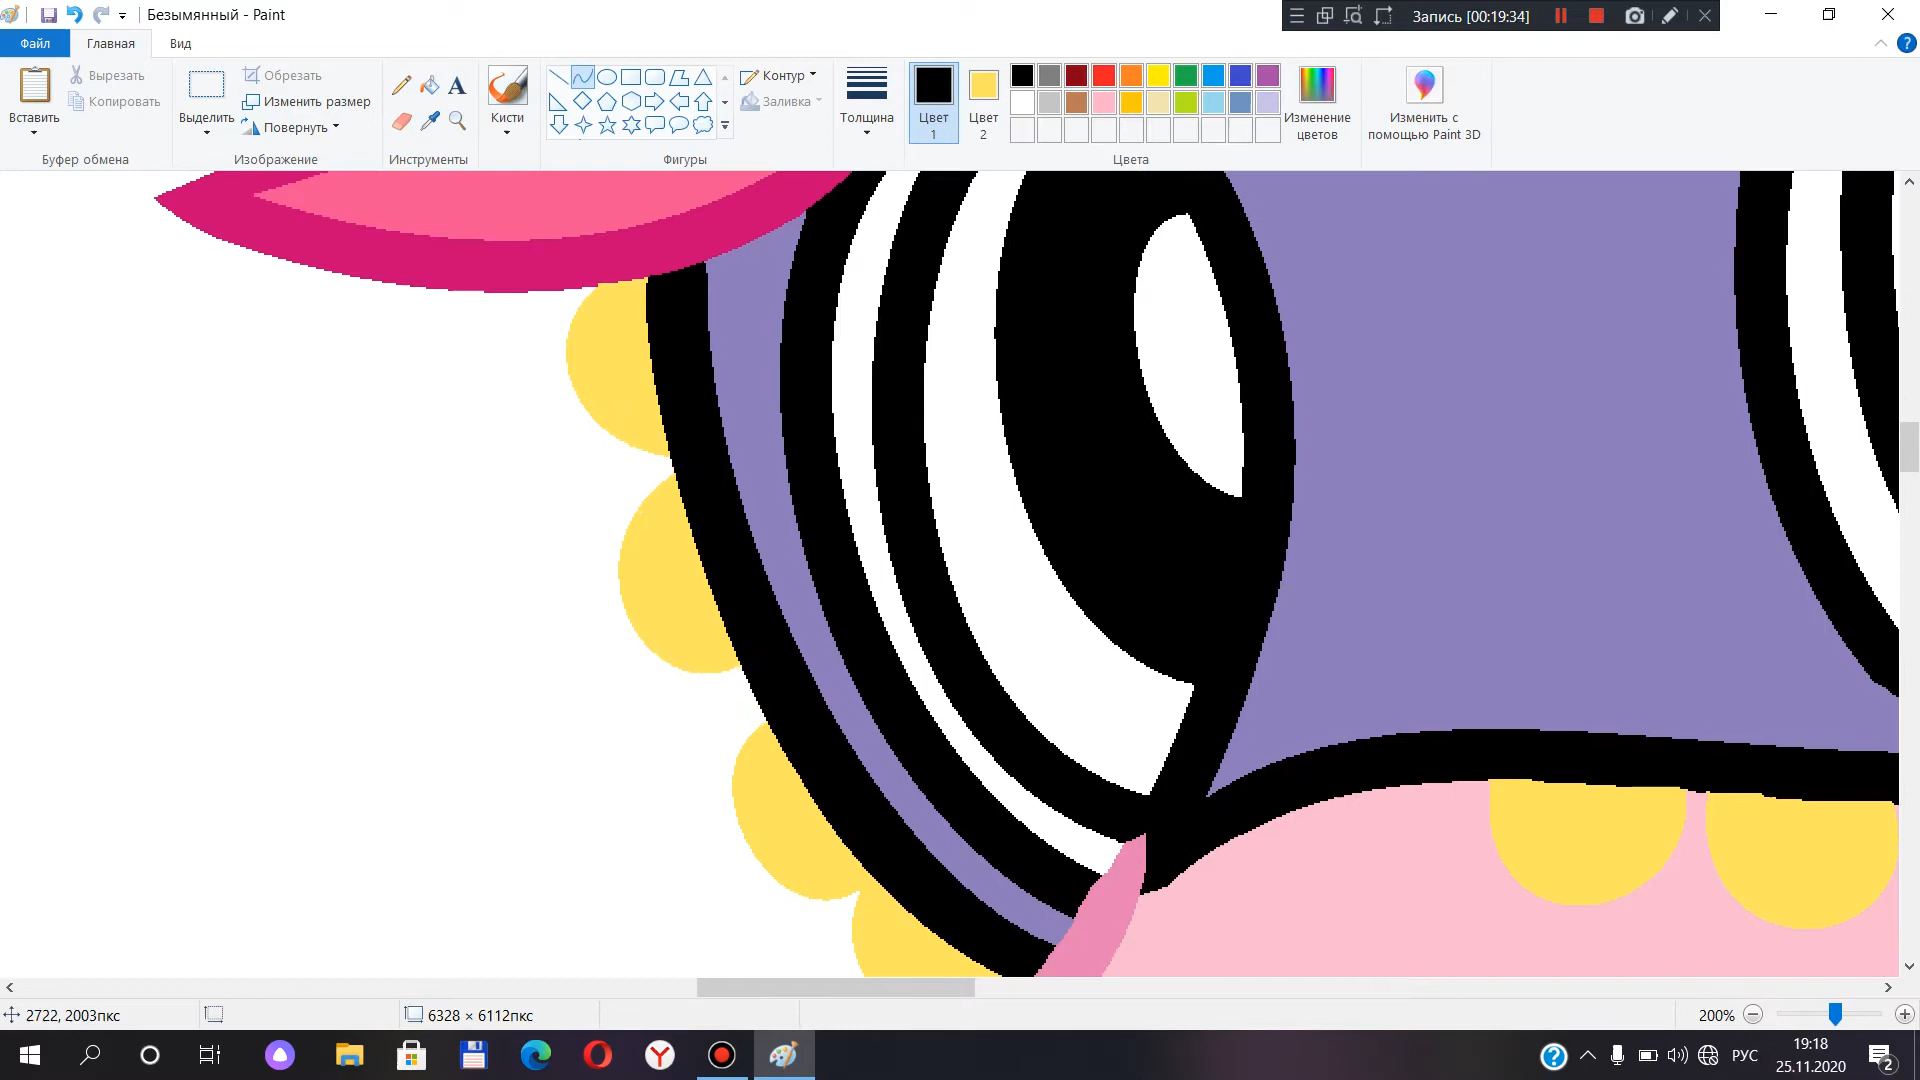 Безымянный - Paint
Запись [00:19:34]
Файл
Главная
Вид
Вставить
Вырезать
Копировать
Буфер обмена
Выделить
Обрезать
Изменить размер
Повернуть
Изображение
A
Инструменты
Кисти
Контур
Заливка
Фигуры
Толщина
Цвет
1
Цвет
2
Изменение
цветов
Цвета
Изменить с
помощью Paint 3D
2722, 2003пкс
6328 × 6112пкс
200%
РУС
19:18
25.11.2020
2